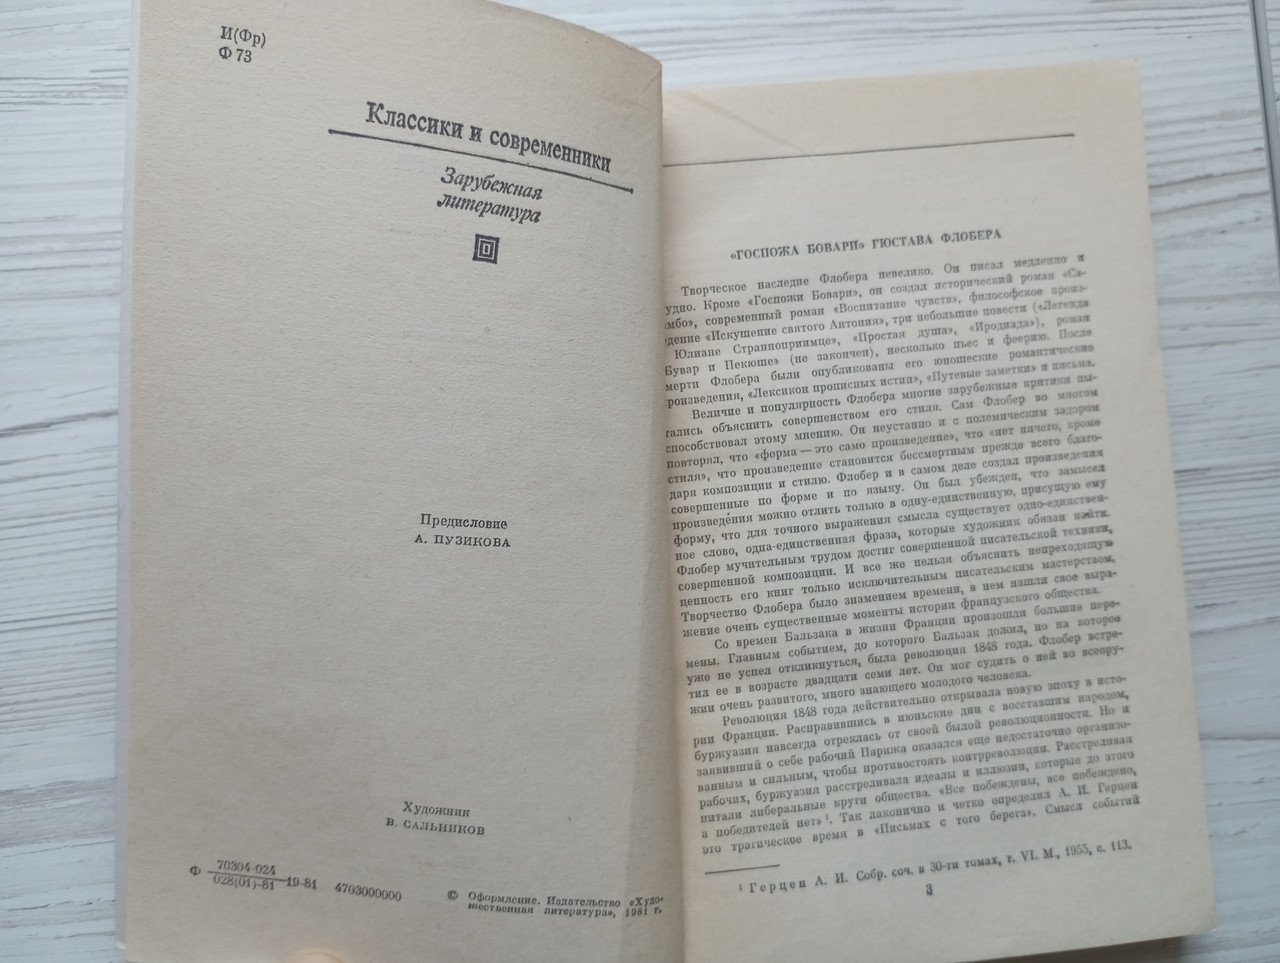 И(Фр)
Ф 73
Классики и современники
Зарубежная
литература
Предисловие
А. ПУЗИКОВА
Художник
В. САЛЬНИКОВ
Ф 70304-024
028(01)-81 19-81 4703000000
© Оформление. Издательство «Худо-
жественная литература», 1981 г.
«ГОСПОЖА БОВАРИ» ГЮСТАВА ФЛОБЕРА
Творческое наследие Флобера невелико. Он писал медленно и
удно. Кроме «Госпожи Бовари», он создал исторический роман «Са-
мбо», современный роман «Воспитание чувств», философское произ-
едение «Искушение святого Антония», три небольшие повести («Легенда
Юлиане Странноприимце», «Простая душа», «Иродиада»), роман
Бувар и Пекюше» (не закончен), несколько пьес и феерию. После
мерти Флобера были опубликованы его юношеские романтические
роизведения, «Лексикон прописных истин», «Путевые заметки» и письма.
Величие и популярность Флобера многие зарубежные критики пы-
тались объяснить совершенством его стиля. Сам Флобер во многом
способствовал этому мнению. Он неустанно и с полемическим задором
повторял, что «форма — это само произведение», что «нет ничего, кроме
стиля», что произведение становится бессмертным прежде всего благо-
даря композиции и стилю. Флобер и в самом деле создал произведения
совершенные по форме и по языку. Он был убежден, что замысел
произведения можно отлить только в одну-единственную, присущую ему
форму, что для точного выражения смысла существует одно-единствен-
ное слово, одна-единственная фраза, которые художник обязан найти.
Флобер мучительным трудом достиг совершенной писательской техники,
совершенной композиции. И все же нельзя объяснить непреходящую
ценность его книг только исключительным писательским мастерством.
Творчество Флобера было знамением времени, в нем нашли свое выра-
жение очень существенные моменты истории французского общества.
Со времен Бальзака в жизни Франции произошли большие пере-
мены. Главным событием, до которого Бальзак дожил, но на которое
уже не успел откликнуться, была революция 1848 года. Флобер встре-
тил ее в возрасте двадцати семи лет. Он мог судить о ней во всеору-
жии очень развитого, много знающего молодого человека.
Революция 1848 года действительно открывала новую эпоху в исто-
рии Франции. Расправившись в июньские дни с восставшим народом,
буржуазия навсегда отреклась от своей былой революционности. Но и
заявивший о себе рабочий Парижа оказался еще недостаточно организо-
ванным и сильным, чтобы противостоять контрреволюции. Расстреливая
рабочих, буржуазия расстреливала идеалы и иллюзии, которые до этого
питали либеральные круги общества. «Все побеждены, все побеждено,
а победителей нет» ¹. Так лаконично и четко определил А. И. Герцен
это трагическое время в «Письмах с того берега». Смысл событий
¹ Герцен А. И. Собр. соч. в 30-ти томах, т. VI. М., 1955, с. 113.
3